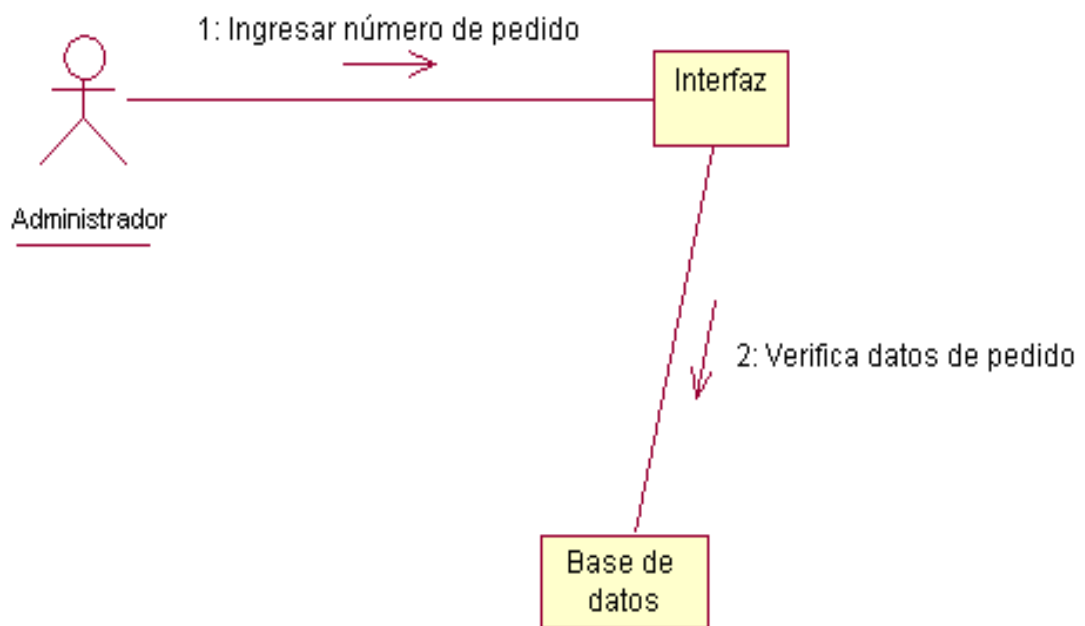 1: Ingresar número de pedido
Interfaz
Administrador
2: Verifica datos de pedido
Base de
datos